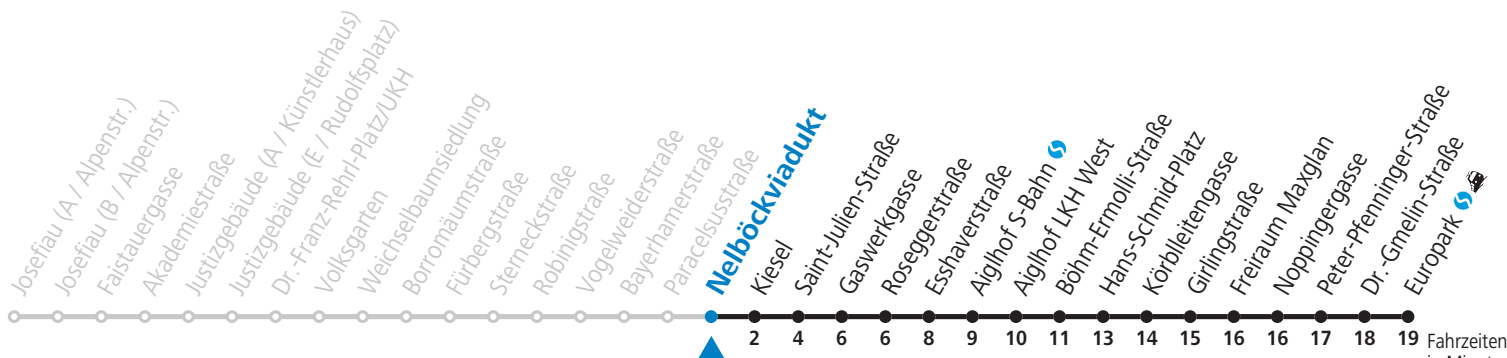 Josefiau (A / Alpenstr.)
Josefiau (B / Alpenstr.)
Faistauergasse
Akademiestraße
Justizgebäude (A / Künstlerhaus)
Justizgebäude (E / Rudolfsplatz)
Dr.-Franz-Rehrl-Platz/UKH
Volksgarten
Weichselbaumsiedlung
Borromäumstraße
Fürbergstraße
Sterneckstraße
Robinigstraße
Vogelweiderstraße
Bayerhamerstraße
Paracelsusstraße
Nelböckviadukt
Kiesel
Saint-Julien-Straße
Gaswerkgasse
Roseggerstraße
Esshaverstraße
Aiglhof S-Bahn
Aiglhof LKH West
Böhm-Ermolli-Straße
Hans-Schmid-Platz
Körblleitengasse
Girlingstraße
Freiraum Maxglan
Noppingergasse
Peter-Pfenninger-Straße
Dr.-Gmelin-Straße
Europark
2 4 6 6 8 9 10 11 13 14 15 16 16 17 18 19 Fahrzeiten